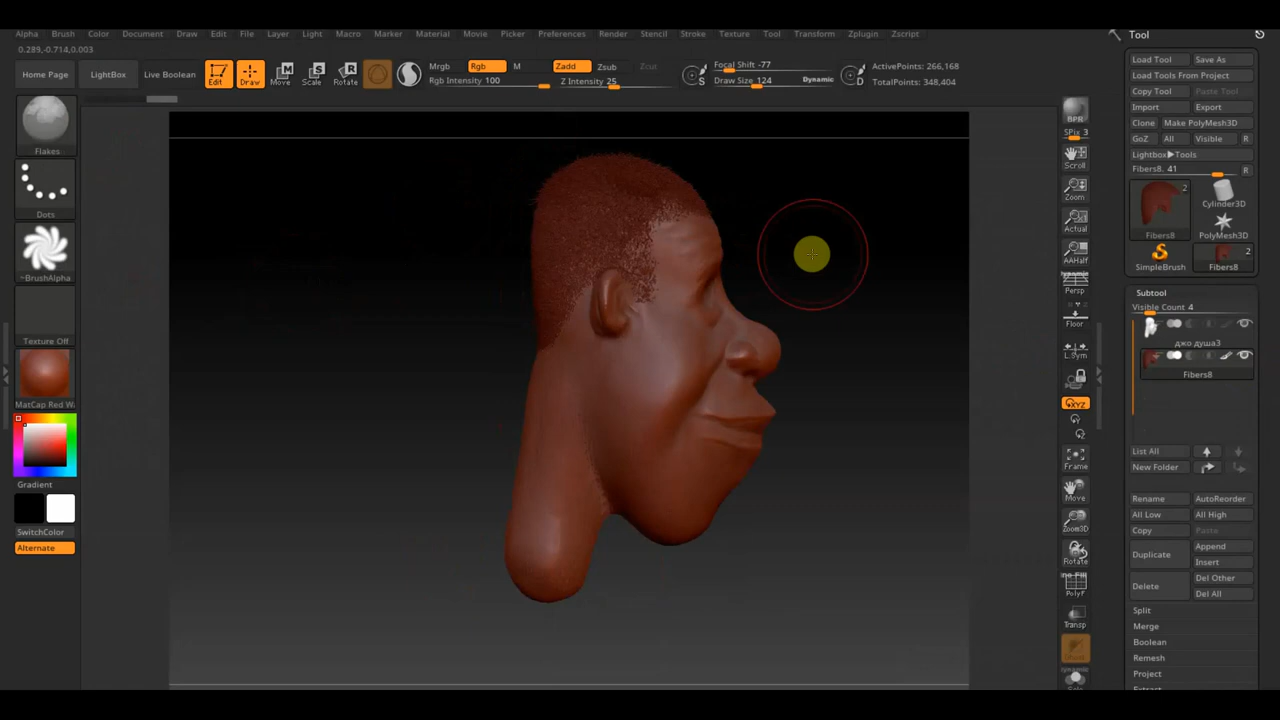 Alpha Brush Color Document Draw Edit File Layer Light Macro Marker Material Movie Picker Preferences Render Stencil Stroke Texture Tool Transform Zplugin Zscript
Tool
0.289,-0.714,0.003
Home Page
LightBox
Live Boolean
Edit
Draw
Move
Scale
Rotate
Mrgb
Rgb
M
Rgb Intensity 100
Zadd
Zsub
Zcut
Z Intensity 25
S
Focal Shift -77
Draw Size 124
Dynamic
D
ActivePoints: 266,168
TotalPoints: 348,404
Load Tool
Save As
Load Tools From Project
Copy Tool
Paste Tool
Import
Export
Clone
Make PolyMesh3D
GoZ
All
Visible
R
Lightbox▶Tools
Fibers8. 41
R
2
Fibers8
Cylinder3D
PolyMesh3D
SimpleBrush
2
Fibers8
Subtool
Visible Count 4
джо душа3
Fibers8
List All
New Folder
Rename
AutoReorder
All Low
All High
Copy
Paste
Duplicate
Append
Insert
Delete
Del Other
Del All
Split
Merge
Boolean
Remesh
Project
Flakes
Dots
~BrushAlpha
Texture Off
MatCap Red W
Gradient
SwitchColor
Alternate
BPR
SPix 3
Scroll
Zoom
Actual
AAHalf
Dynamic
Persp
Floor
L.Sym
XYZ
Y
Z
Frame
Move
Zoom3D
Rotate
PolyF
Transp